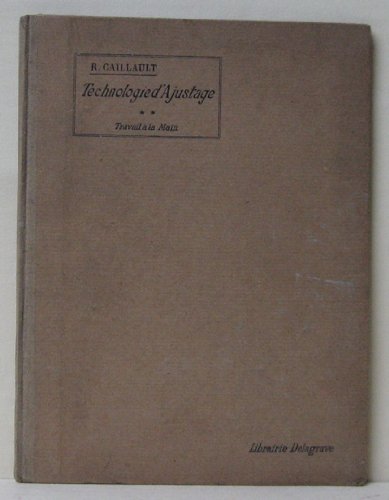 R. CAILLAULT
Technologie d'Ajustage
* *
Travail à la Main
Librairie Delagrave